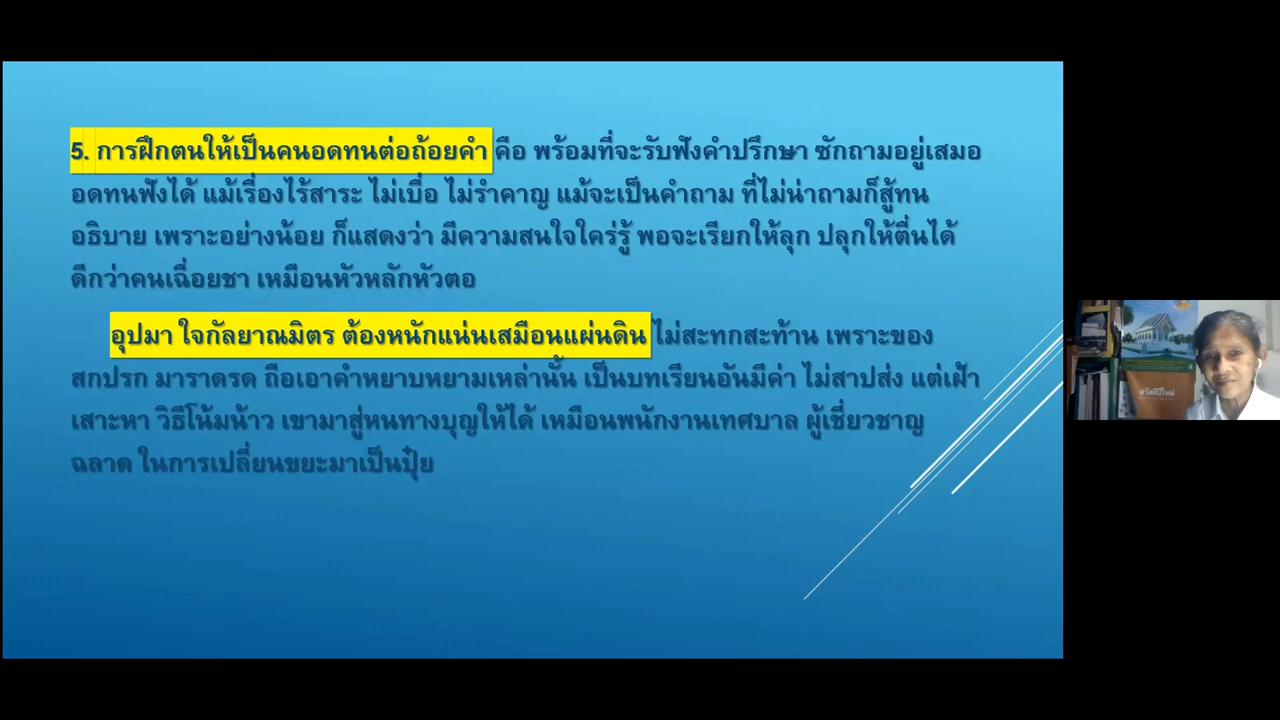 5. การฝึกตนให้เป็นคนอดทนต่อถ้อยคำ คือ พร้อมที่จะรับฟังคำปรึกษา ซักถามอยู่เสมอ
อดทนฟังได้ แม้เรื่องไร้สาระ ไม่เบื่อ ไม่รำคาญ แม้จะเป็นคำถาม ที่ไม่น่าถามก็สู้ทน
อธิบาย เพราะอย่างน้อย ก็แสดงว่า มีความสนใจใคร่รู้ พอจะเรียกให้ลุก ปลุกให้ตื่นได้
ดีกว่าคนเฉื่อยชา เหมือนหัวหลักหัวตอ
อุปมา ใจกัลยาณมิตร ต้องหนักแน่นเสมือนแผ่นดิน ไม่สะทกสะท้าน เพราะของ
สกปรก มาราดรด ถือเอาคำหยาบหยามเหล่านั้น เป็นบทเรียนอันมีค่า ไม่สาปส่ง แต่เฝ้า
เสาะหา วิธีโน้มน้าว เขามาสู่หนทางบุญให้ได้ เหมือนพนักงานเทศบาล ผู้เชี่ยวชาญ
ฉลาด ในการเปลี่ยนขยะมาเป็นปุ๋ย
สวัสดีปีใหม่